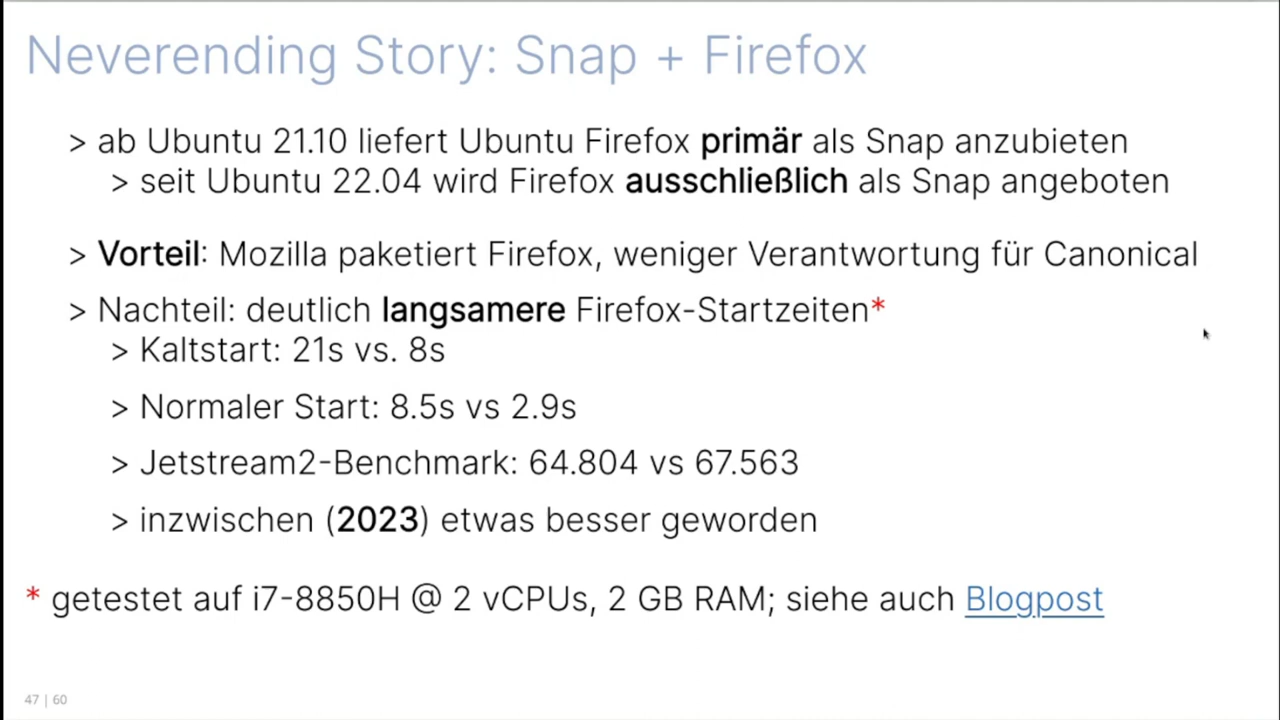 Neverending Story: Snap + Firefox
> ab Ubuntu 21.10 liefert Ubuntu Firefox primär als Snap anzubieten
> seit Ubuntu 22.04 wird Firefox ausschließlich als Snap angeboten
> Vorteil: Mozilla paketiert Firefox, weniger Verantwortung für Canonical
> Nachteil: deutlich langsamere Firefox-Startzeiten*
> Kaltstart: 21s vs. 8s
> Normaler Start: 8.5s vs 2.9s
> Jetstream2-Benchmark: 64.804 vs 67.563
> inzwischen (2023) etwas besser geworden
* getestet auf i7-8850H @ 2 vCPUs, 2 GB RAM; siehe auch Blogpost
47 | 60